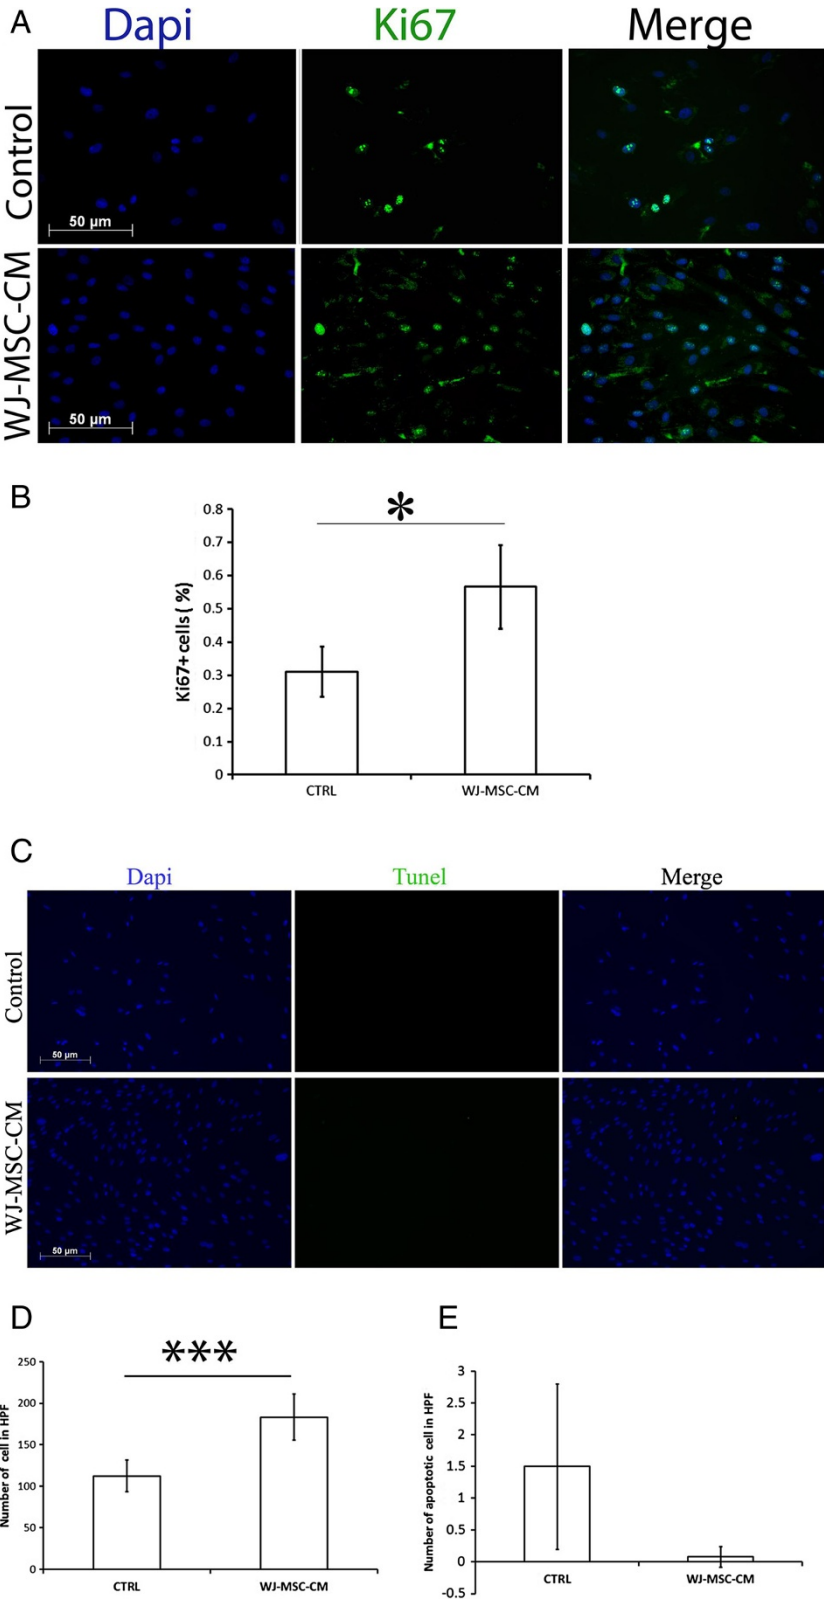 A
Dapi Ki67 Merge
Control
50 µm
WJ-MSC-CM
50 µm
B
*
0.8
0.7
0.6
0.5
0.4
0.3
0.2
0.1
0
Ki67+cells ( %)
CTRL WJ-MSC-CM
C
Dapi Tunel Merge
Control
50 µm
WJ-MSC-CM
50 µm
D
***
250
200
150
100
50
0
Number of cell in HPF
CTRL WJ-MSC-CM
E
3
2.5
2
1.5
1
0.5
0
-0.5
Number of apoptotic cell in HPF
CTRL WJ-MSC-CM